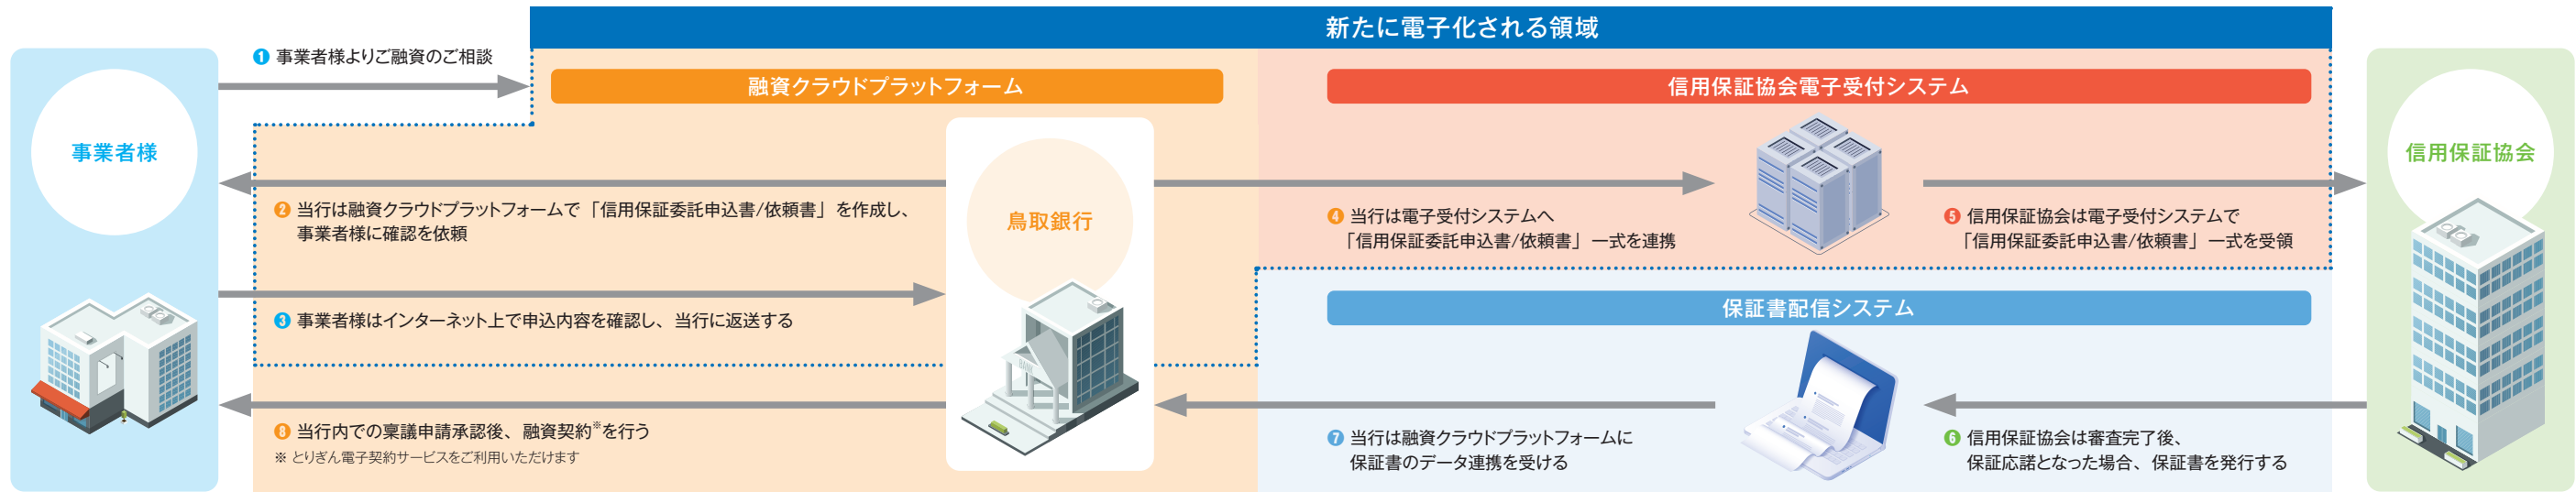 新たに電子化される領域
❶ 事業者様よりご融資のご相談
融資クラウドプラットフォーム
信用保証協会電子受付システム
事業者様
信用保証協会
❷ 当行は融資クラウドプラットフォームで「信用保証委託申込書/依頼書」を作成し、
事業者様に確認を依頼
鳥取銀行
❹ 当行は電子受付システムへ
「信用保証委託申込書/依頼書」一式を連携
❺ 信用保証協会は電子受付システムで
「信用保証委託申込書/依頼書」一式を受領
❸ 事業者様はインターネット上で申込内容を確認し、当行に返送する
保証書配信システム
BANK
❽ 当行内での稟議申請承認後、融資契約※を行う
※ とりぎん電子契約サービスをご利用いただけます
❼ 当行は融資クラウドプラットフォームに
保証書のデータ連携を受ける
❻ 信用保証協会は審査完了後、
保証応諾となった場合、保証書を発行する